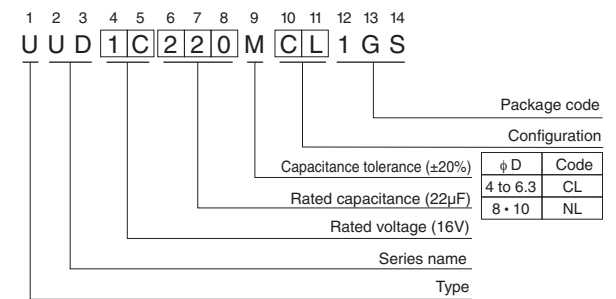 1 2 3 4 5 6 7 8 9 10 11 12 13 14
U U D 1 C 2 2 0 M C L 1 G S
Package code
Configuration
Capacitance tolerance (±20%)
Rated capacitance (22µF)
Rated voltage (16V)
Series name
Type
ϕ D Code
4 to 6.3 CL
8 • 10 NL